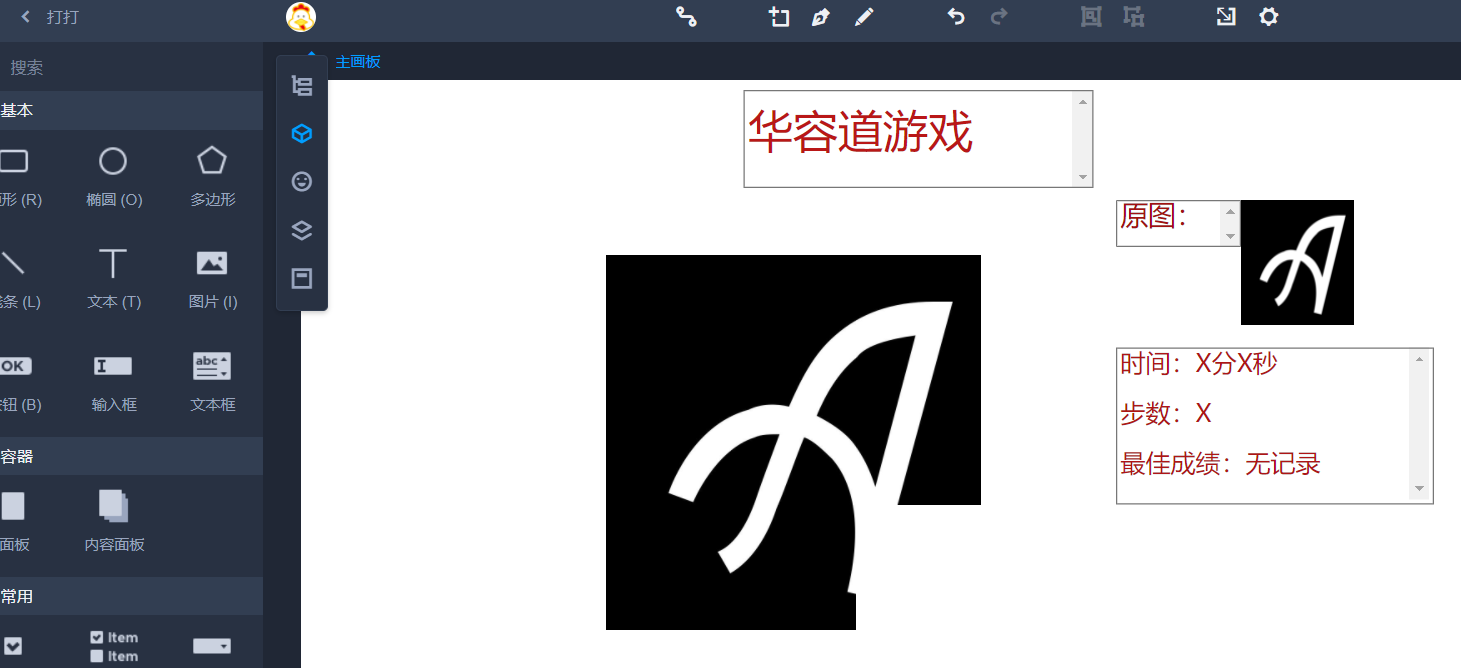 打打
搜索
主画板
基本
形 (R)
椭圆 (O)
多边形
条 (L)
文本 (T)
图片 (I)
OK
I
abc
钮 (B)
输入框
文本框
容器
面板
内容面板
常用
Item
Item
华容道游戏
原图：
时间：X分X秒
步数：X
最佳成绩：无记录